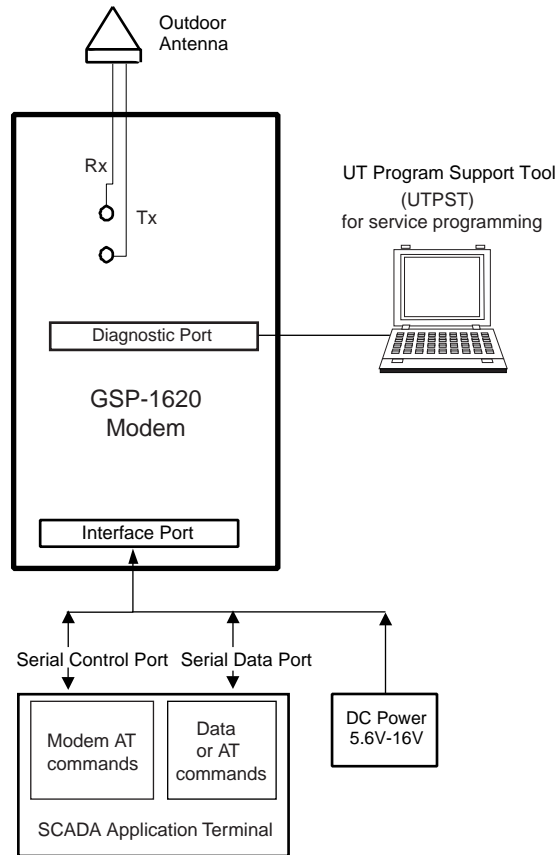 Outdoor
Antenna
Rx
Tx
UT Program Support Tool
(UTPST)
for service programming
Diagnostic Port
GSP-1620
Modem
Interface Port
Serial Control Port
Serial Data Port
Modem AT
commands
Data
or AT
commands
SCADA Application Terminal
DC Power
5.6V-16V